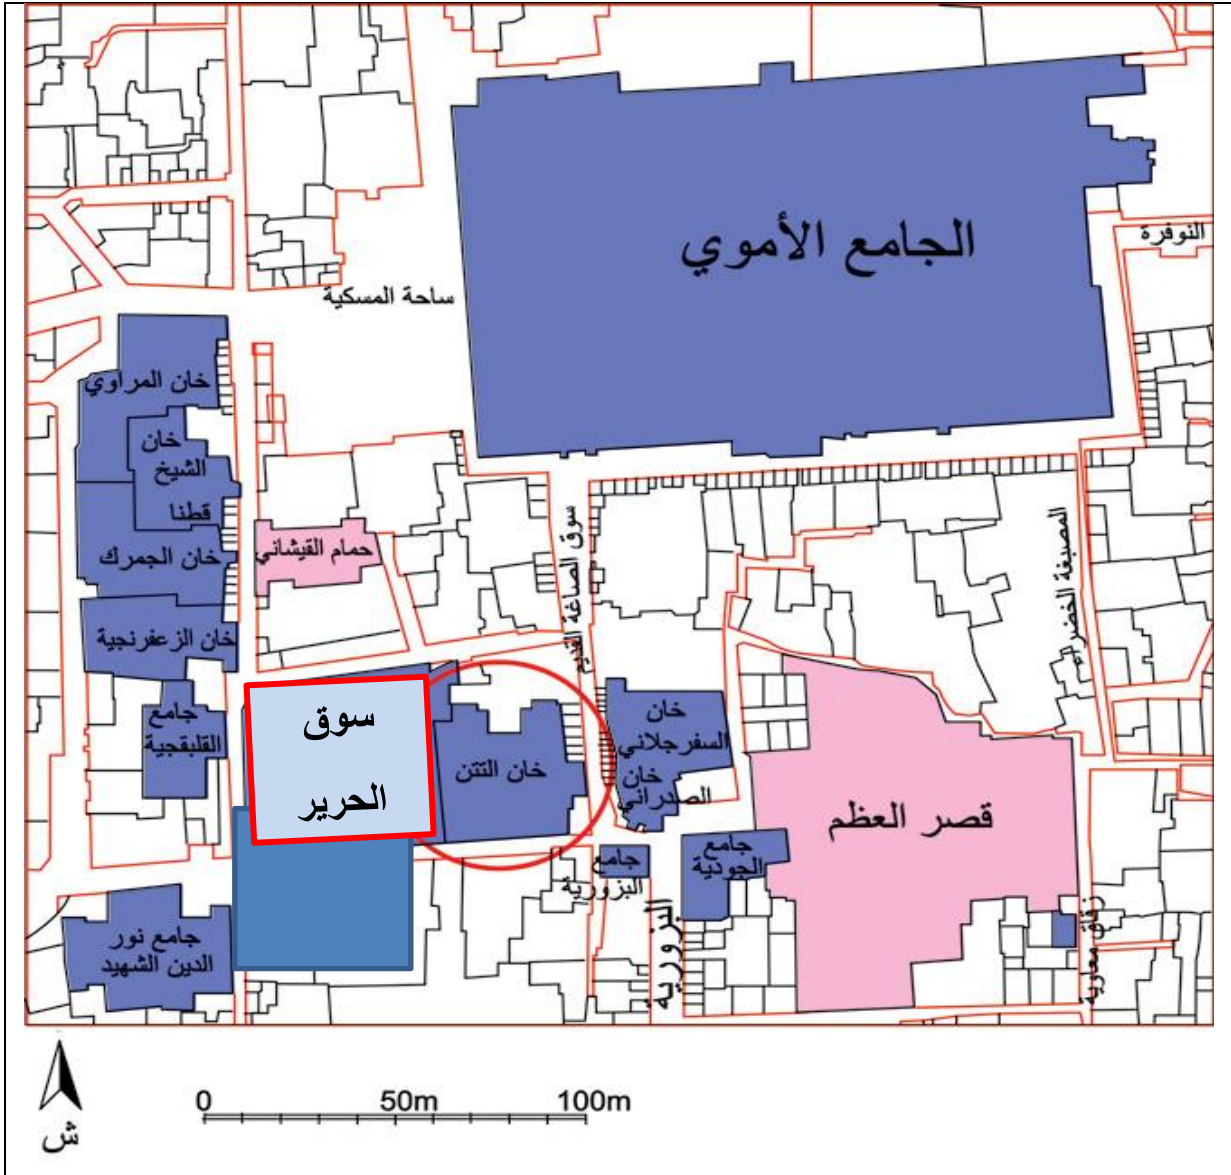 الجامع الأموي
النوفرة
ساحة المسكية
خان المراوي
خان
الشيخ
قطنا
خان الجمرك
حمام القيشاني
سوق الصاغة القديم
المصبغة الخضراء
خان الزعفرنجية
جامع
القلبقجية
سوق
الحرير
خان التتن
خان
السفرجلاني
خان
الصدراني
قصر العظم
جامع
البزورية
جامع
الجوذية
البزورية
زقاق معاوية
جامع نور
الدين الشهيد
0 50m 100m
ش